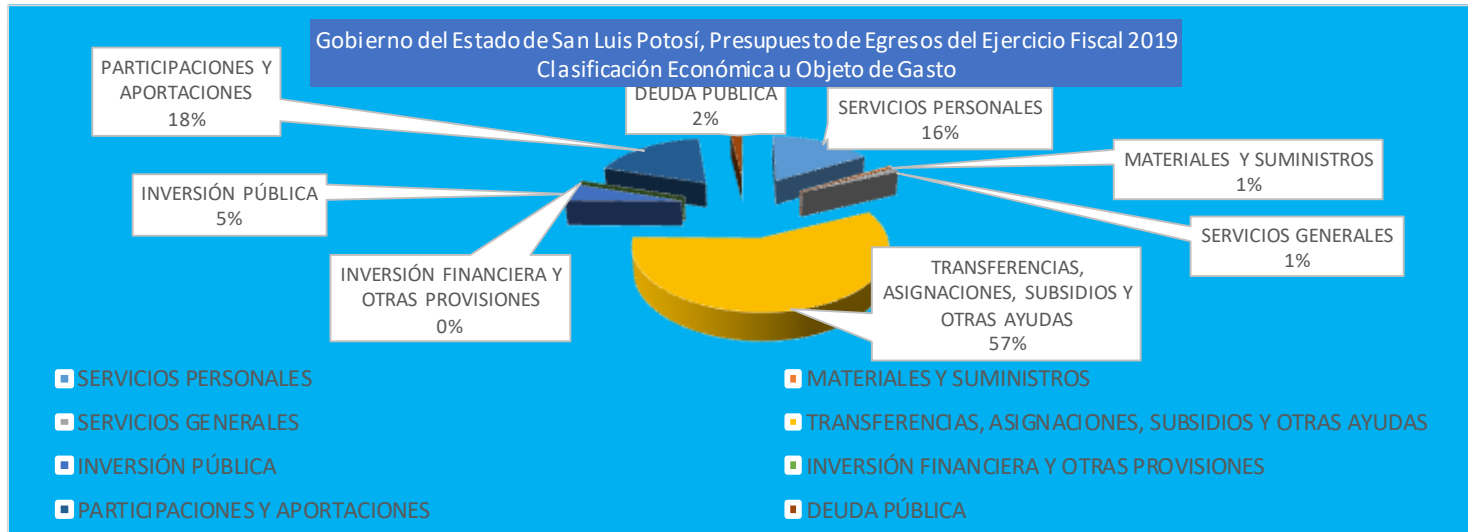 Gobierno del Estado de San Luis Potosí, Presupuesto de Egresos del Ejercicio Fiscal 2019
Clasificación Económica u Objeto de Gasto
PARTICIPACIONES Y
APORTACIONES
18%
DEUDA PÚBLICA
2%
SERVICIOS PERSONALES
16%
MATERIALES Y SUMINISTROS
1%
INVERSIÓN PÚBLICA
5%
SERVICIOS GENERALES
1%
INVERSIÓN FINANCIERA Y
OTRAS PROVISIONES
0%
TRANSFERENCIAS,
ASIGNACIONES, SUBSIDIOS Y
OTRAS AYUDAS
57%
SERVICIOS PERSONALES
MATERIALES Y SUMINISTROS
SERVICIOS GENERALES
TRANSFERENCIAS, ASIGNACIONES, SUBSIDIOS Y OTRAS AYUDAS
INVERSIÓN PÚBLICA
INVERSIÓN FINANCIERA Y OTRAS PROVISIONES
PARTICIPACIONES Y APORTACIONES
DEUDA PÚBLICA